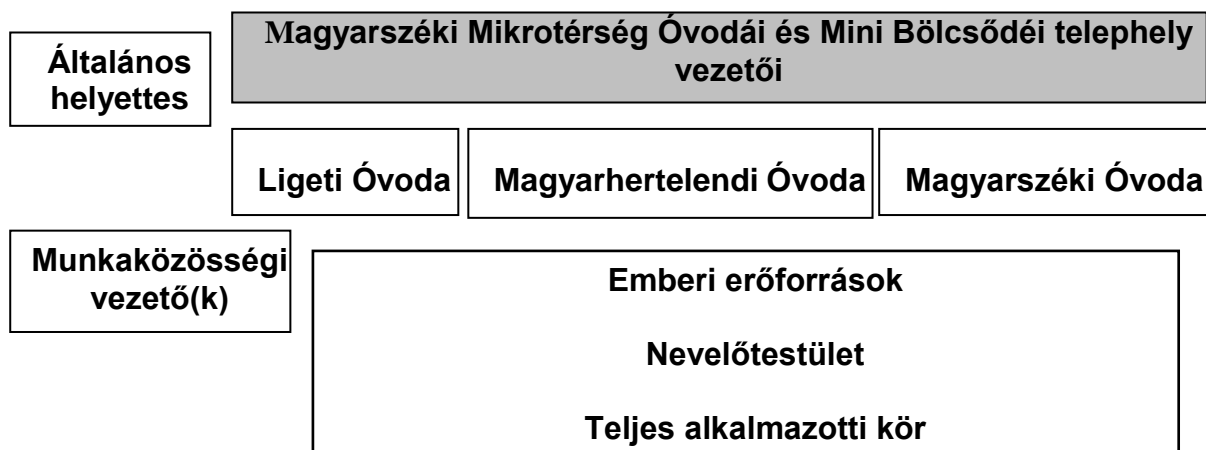 Általános
helyettes
Magyarszéki Mikrotérség Óvodái és Mini Bölcsődéi telephely
vezetői
Ligeti Óvoda
Magyarhertelendi Óvoda
Magyarszéki Óvoda
Munkaközösségi
vezető(k)
Emberi erőforrások
Nevelőtestület
Teljes alkalmazotti kör